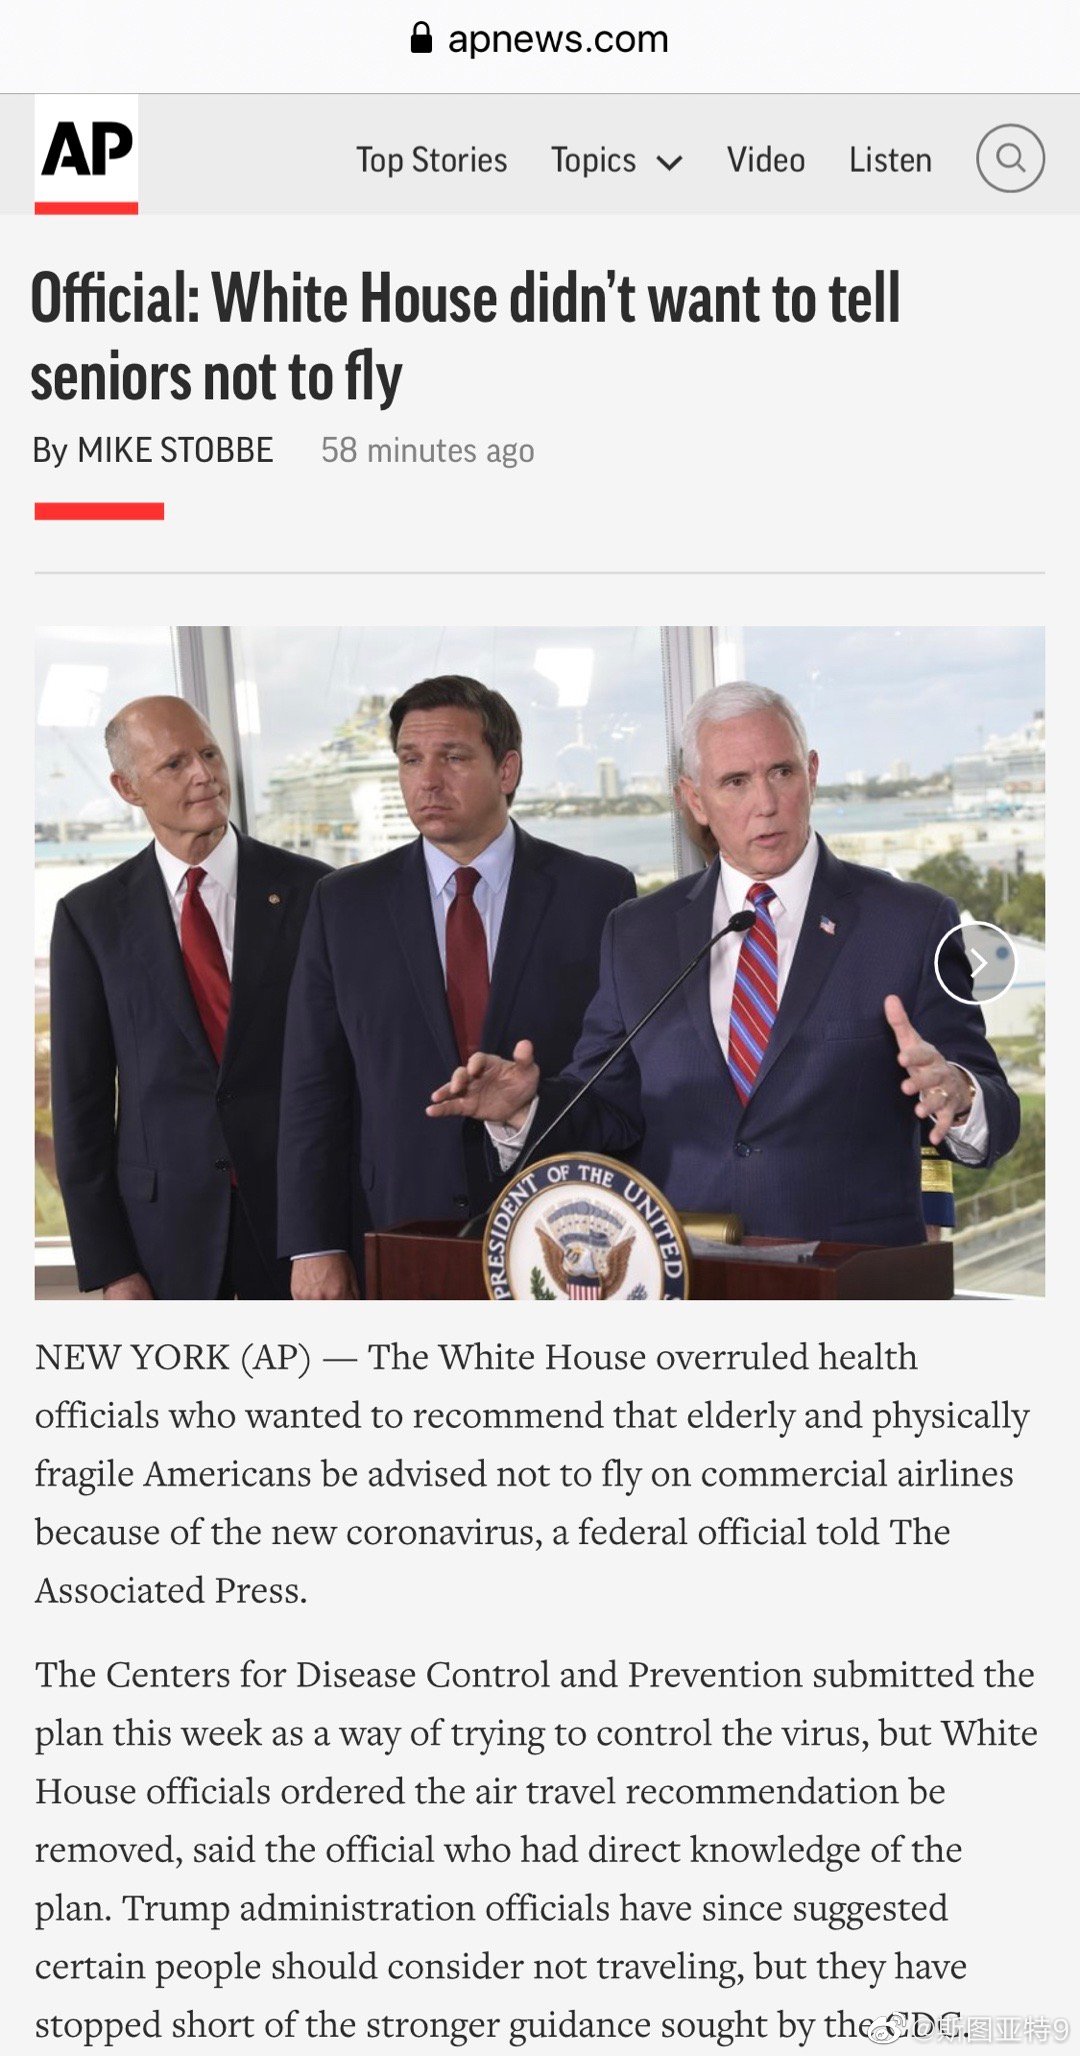 apnews.com
AP
Top Stories Topics Video Listen
Official: White House didn't want to tell
seniors not to fly
By MIKE STOBBE 58 minutes ago
PRESIDENT OF THE UNITED S
NEW YORK (AP) — The White House overruled health
officials who wanted to recommend that elderly and physically
fragile Americans be advised not to fly on commercial airlines
because of the new coronavirus, a federal official told The
Associated Press.
The Centers for Disease Control and Prevention submitted the
plan this week as a way of trying to control the virus, but White
House officials ordered the air travel recommendation be
removed, said the official who had direct knowledge of the
plan. Trump administration officials have since suggested
certain people should consider not traveling, but they have
stopped short of the stronger guidance sought by the CDC.
@斯图亚特9